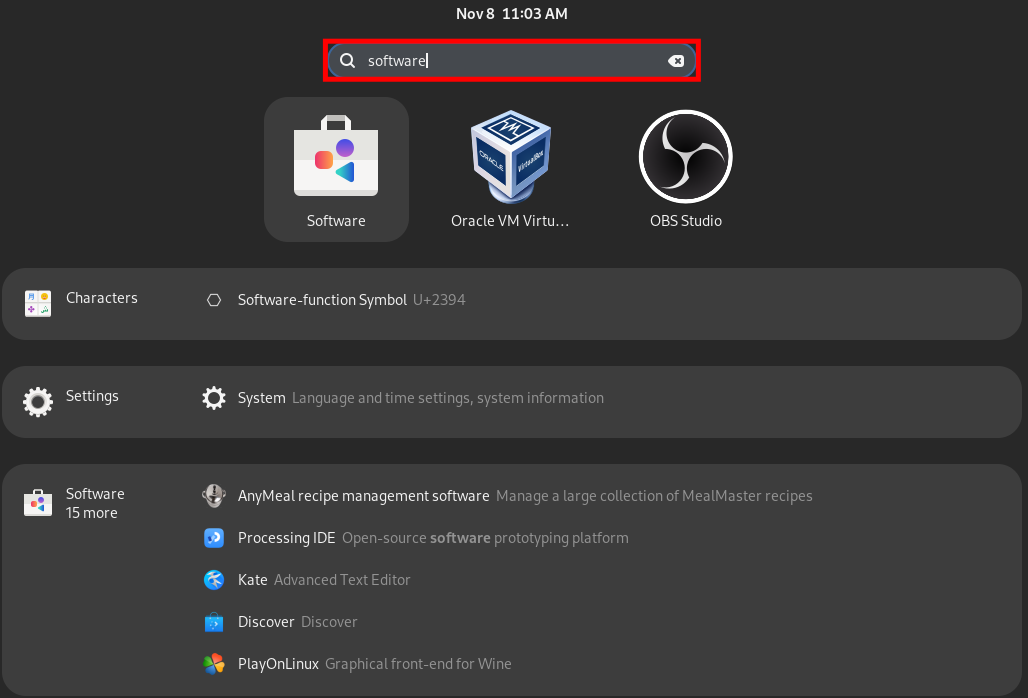 Nov 8 11:03 AM
software
ORACLE
VirtualBox
Software
Oracle VM Virtu…
OBS Studio
Characters
Software-function Symbol U+2394
Settings
System Language and time settings, system information
Software
15 more
AnyMeal recipe management software Manage a large collection of MealMaster recipes
Processing IDE Open-source software prototyping platform
Kate Advanced Text Editor
Discover Discover
PlayOnLinux Graphical front-end for Wine